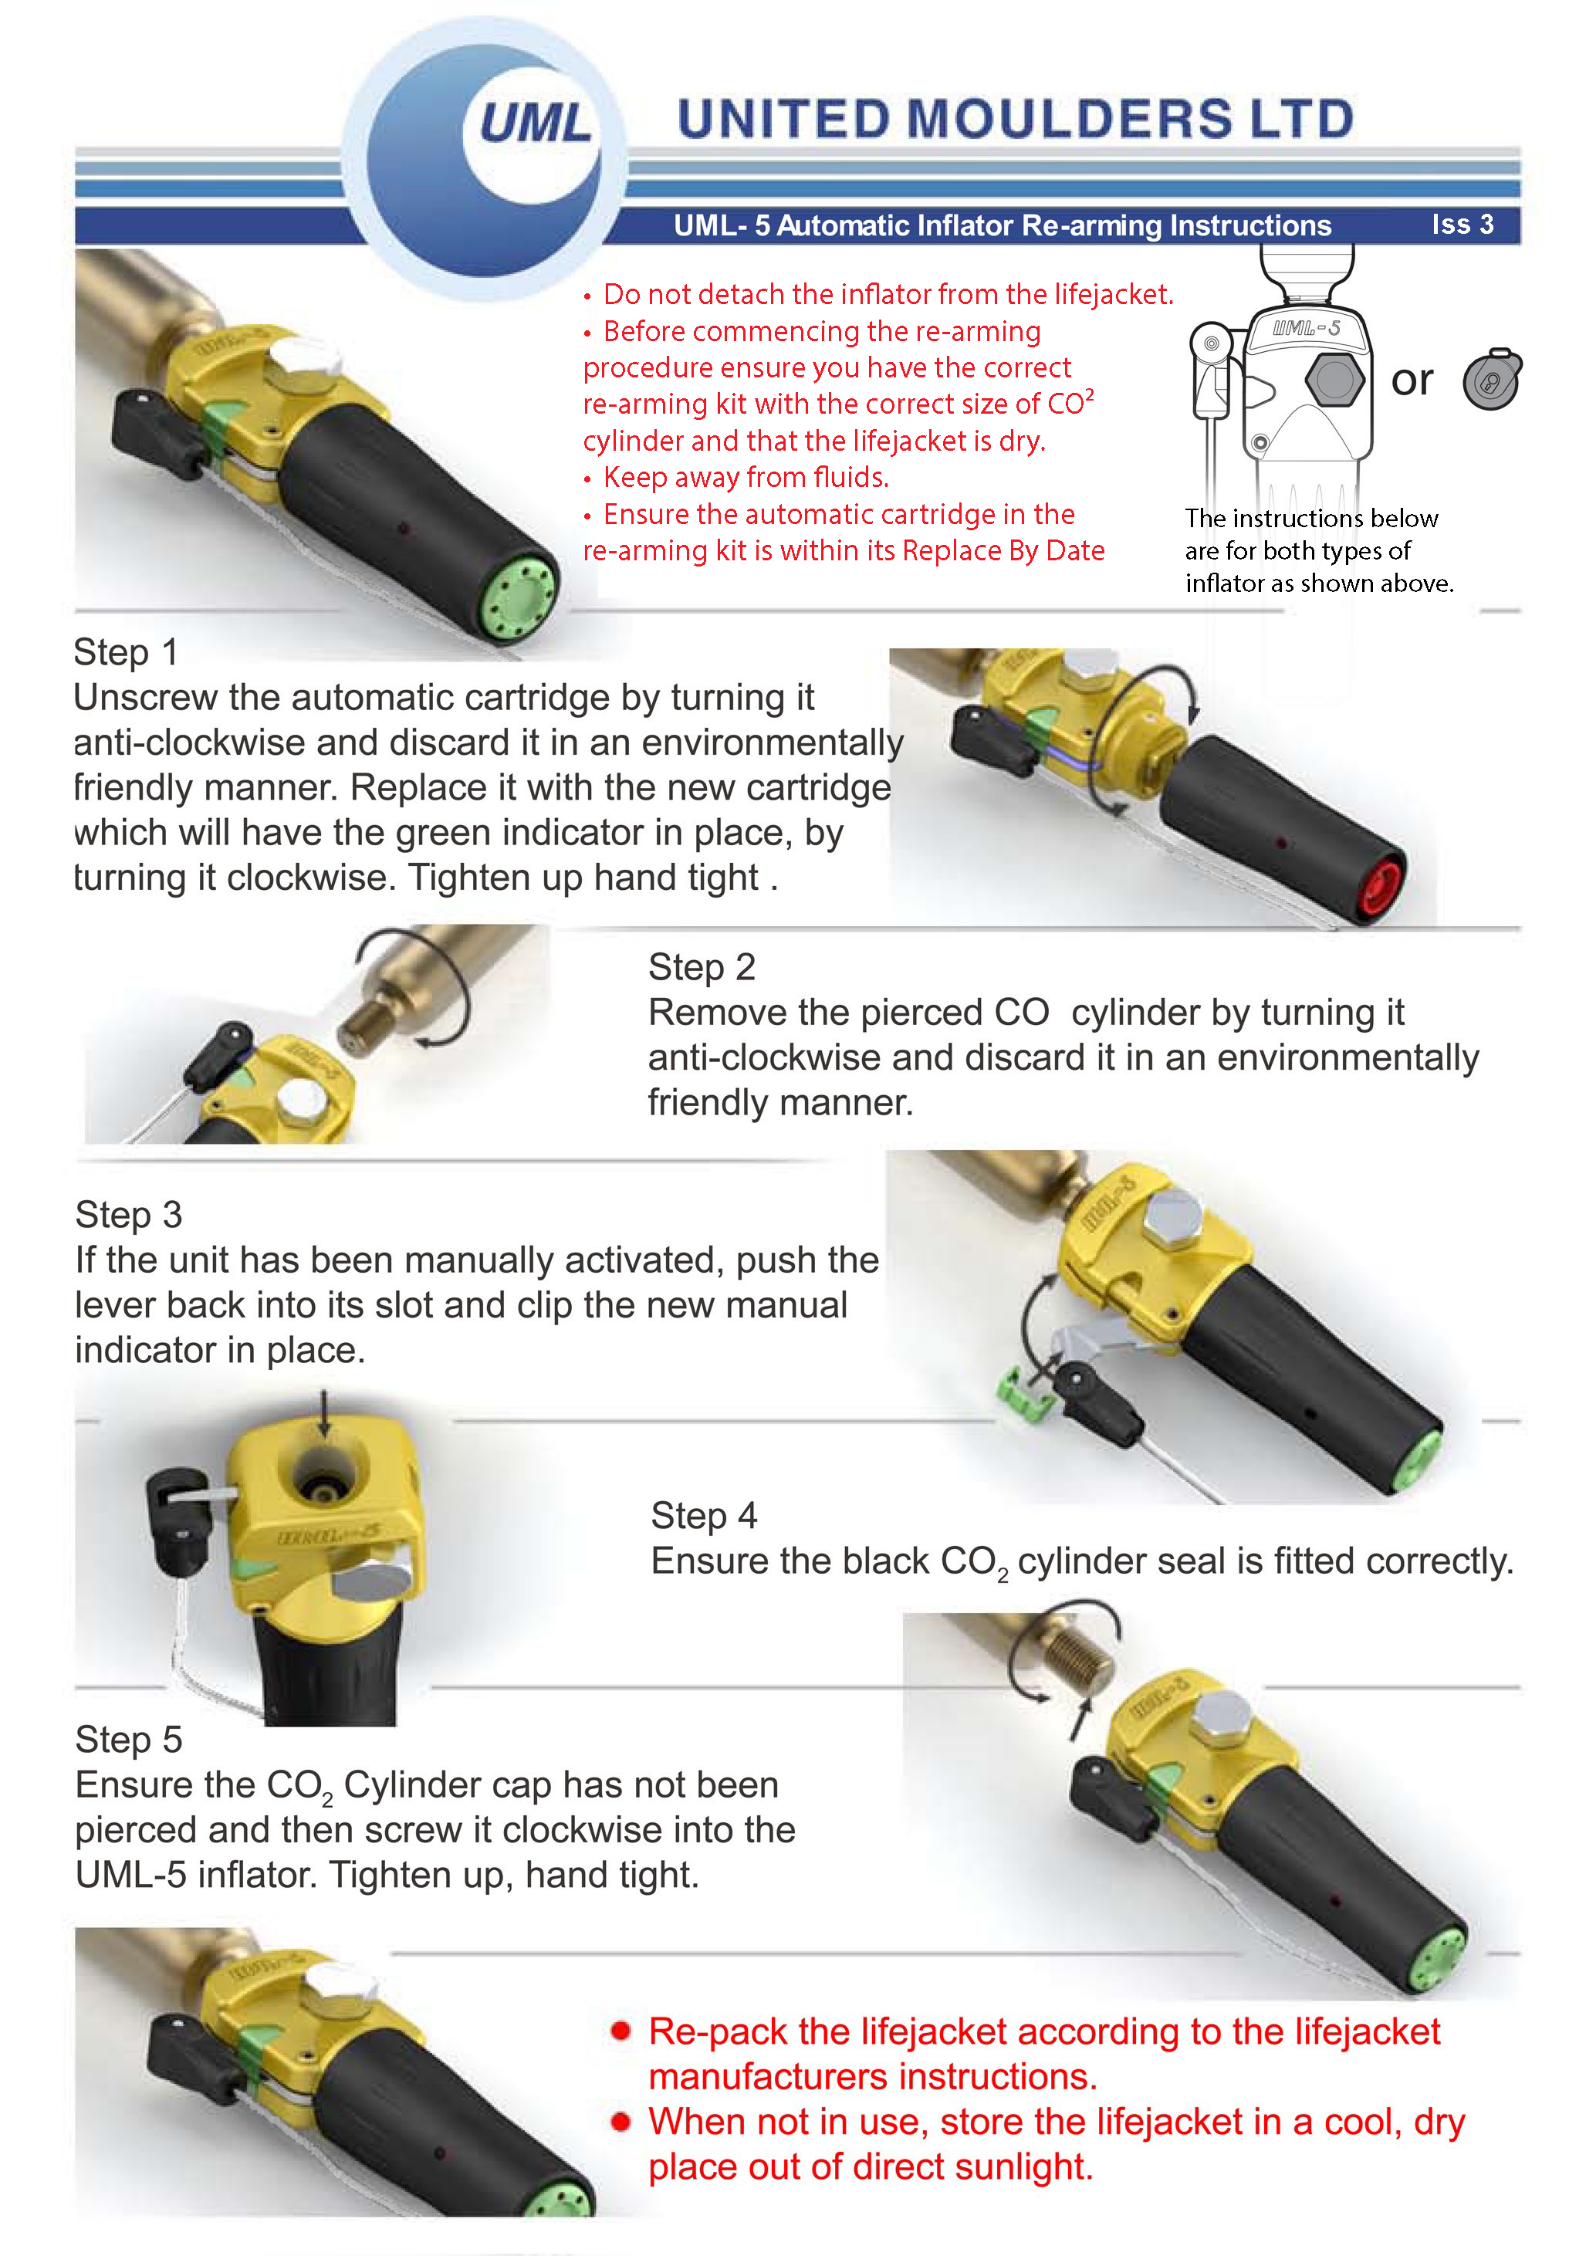 UML
UNITED MOULDERS LTD
UML- 5 Automatic Inflator Re-arming Instructions Iss 3
• Do not detach the inflator from the lifejacket.
• Before commencing the re-arming
procedure ensure you have the correct
re-arming kit with the correct size of CO²
cylinder and that the lifejacket is dry.
• Keep away from fluids.
• Ensure the automatic cartridge in the
re-arming kit is within its Replace By Date
UML-5
or
The instructions below
are for both types of
inflator as shown above.
UML-5
Step 1
Unscrew the automatic cartridge by turning it
anti-clockwise and discard it in an environmentally
friendly manner. Replace it with the new cartridge
which will have the green indicator in place, by
turning it clockwise. Tighten up hand tight .
UML-5
Step 2
Remove the pierced CO cylinder by turning it
anti-clockwise and discard it in an environmentally
friendly manner.
Step 3
If the unit has been manually activated, push the
lever back into its slot and clip the new manual
indicator in place.
UML-5
UML-5
Step 4
Ensure the black CO₂ cylinder seal is fitted correctly.
Step 5
Ensure the CO₂ Cylinder cap has not been
pierced and then screw it clockwise into the
UML-5 inflator. Tighten up, hand tight.
UML-5
UML-5
● Re-pack the lifejacket according to the lifejacket
manufacturers instructions.
● When not in use, store the lifejacket in a cool, dry
place out of direct sunlight.